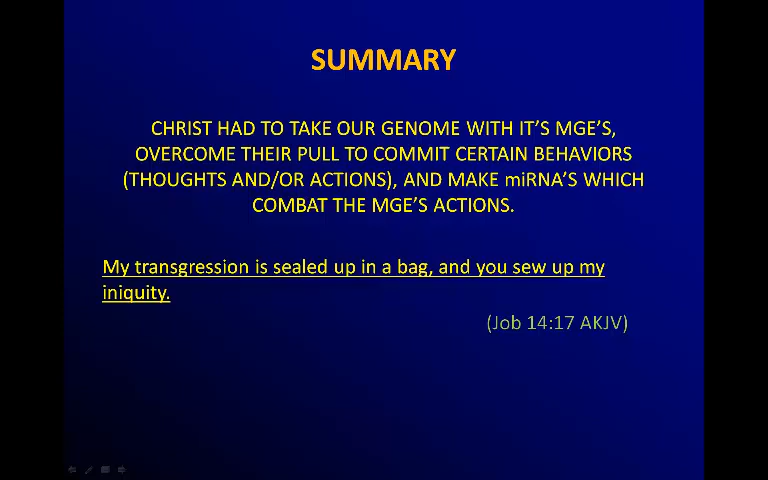 SUMMARY
CHRIST HAD TO TAKE OUR GENOME WITH IT'S MGE'S,
OVERCOME THEIR PULL TO COMMIT CERTAIN BEHAVIORS
(THOUGHTS AND/OR ACTIONS), AND MAKE miRNA'S WHICH
COMBAT THE MGE'S ACTIONS.
My transgression is sealed up in a bag, and you sew up my
iniquity.
(Job 14:17 AKJV)